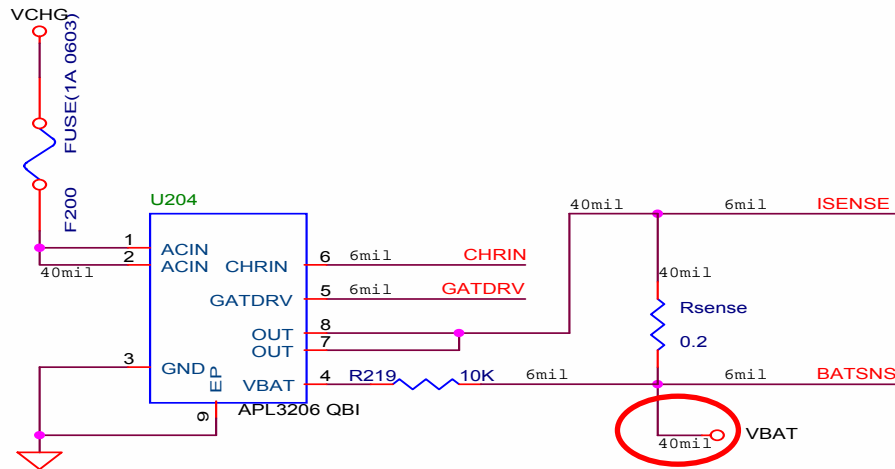 VCHG
FUSE(1A 0603)
F200
U204
1
ACIN
2
ACIN
40mil
CHRIN
6
6mil
CHRIN
GATDRV
5
6mil
GATDRV
OUT
8
OUT
7
3
GND
EP
9
VBAT
4
R219
10K
6mil
APL3206 QBI
40mil
6mil
ISENSE
40mil
Rsense
0.2
6mil
BATSNS
40mil
VBAT